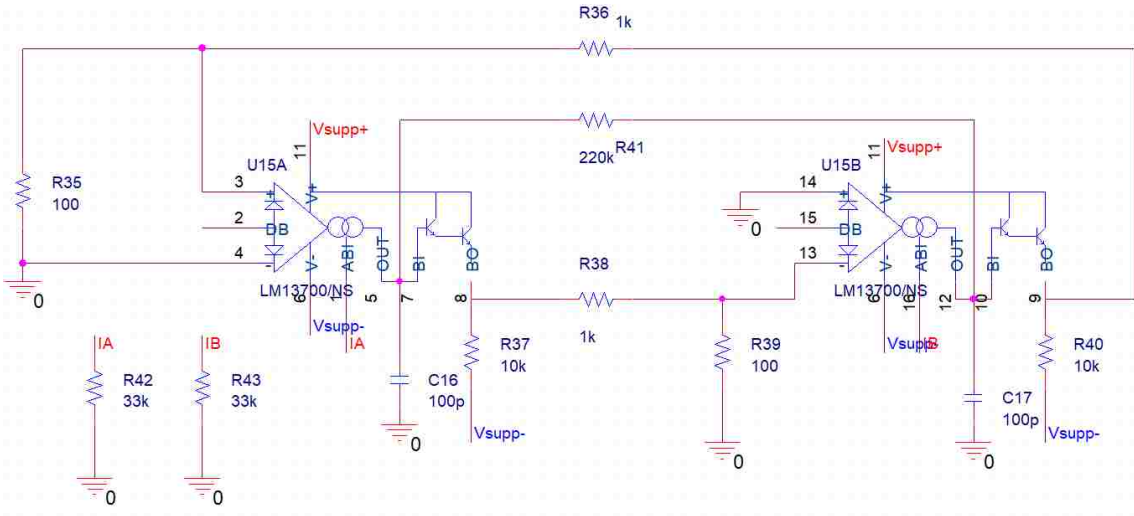 R36
1k
R41
220k
Vsupp+
11
U15A
3
+
V+
R35
100
2
DB
4
-
V-
ABI
OUT
BI
BO
LM13700/NS
6
1
5
7
8
Vsupp-
IA
0
Vsupp+
11
U15B
14
+
V+
0
15
DB
13
-
V-
ABI
OUT
BI
BO
LM13700/NS
6
16
12
10
9
Vsupp-
IB
R38
1k
IA
R42
33k
0
IB
R43
33k
0
C16
100p
0
R37
10k
Vsupp-
R39
100
0
C17
100p
0
R40
10k
Vsupp-